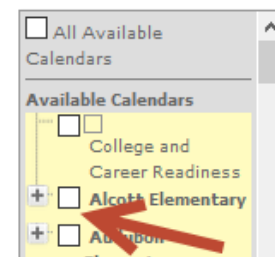 All Available
Calendars
Available Calendars
College and
Career Readiness
Alcott Elementary